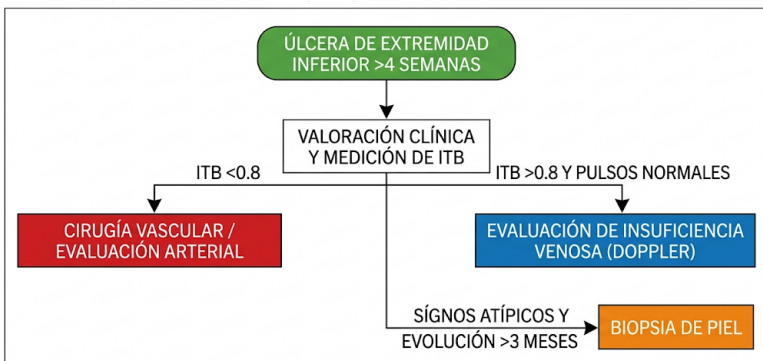 ÚLCERA DE EXTREMIDAD
INFERIOR >4 SEMANAS
VALORACIÓN CLÍNICA
Y MEDICIÓN DE ITB
ITB <0.8
ITB >0.8 Y PULSOS NORMALES
CIRUGÍA VASCULAR /
EVALUACIÓN ARTERIAL
EVALUACIÓN DE INSUFICIENCIA
VENOSA (DOPPLER)
SÍGNOS ATÍPICOS Y
EVOLUCIÓN >3 MESES
BIOPSIA DE PIEL